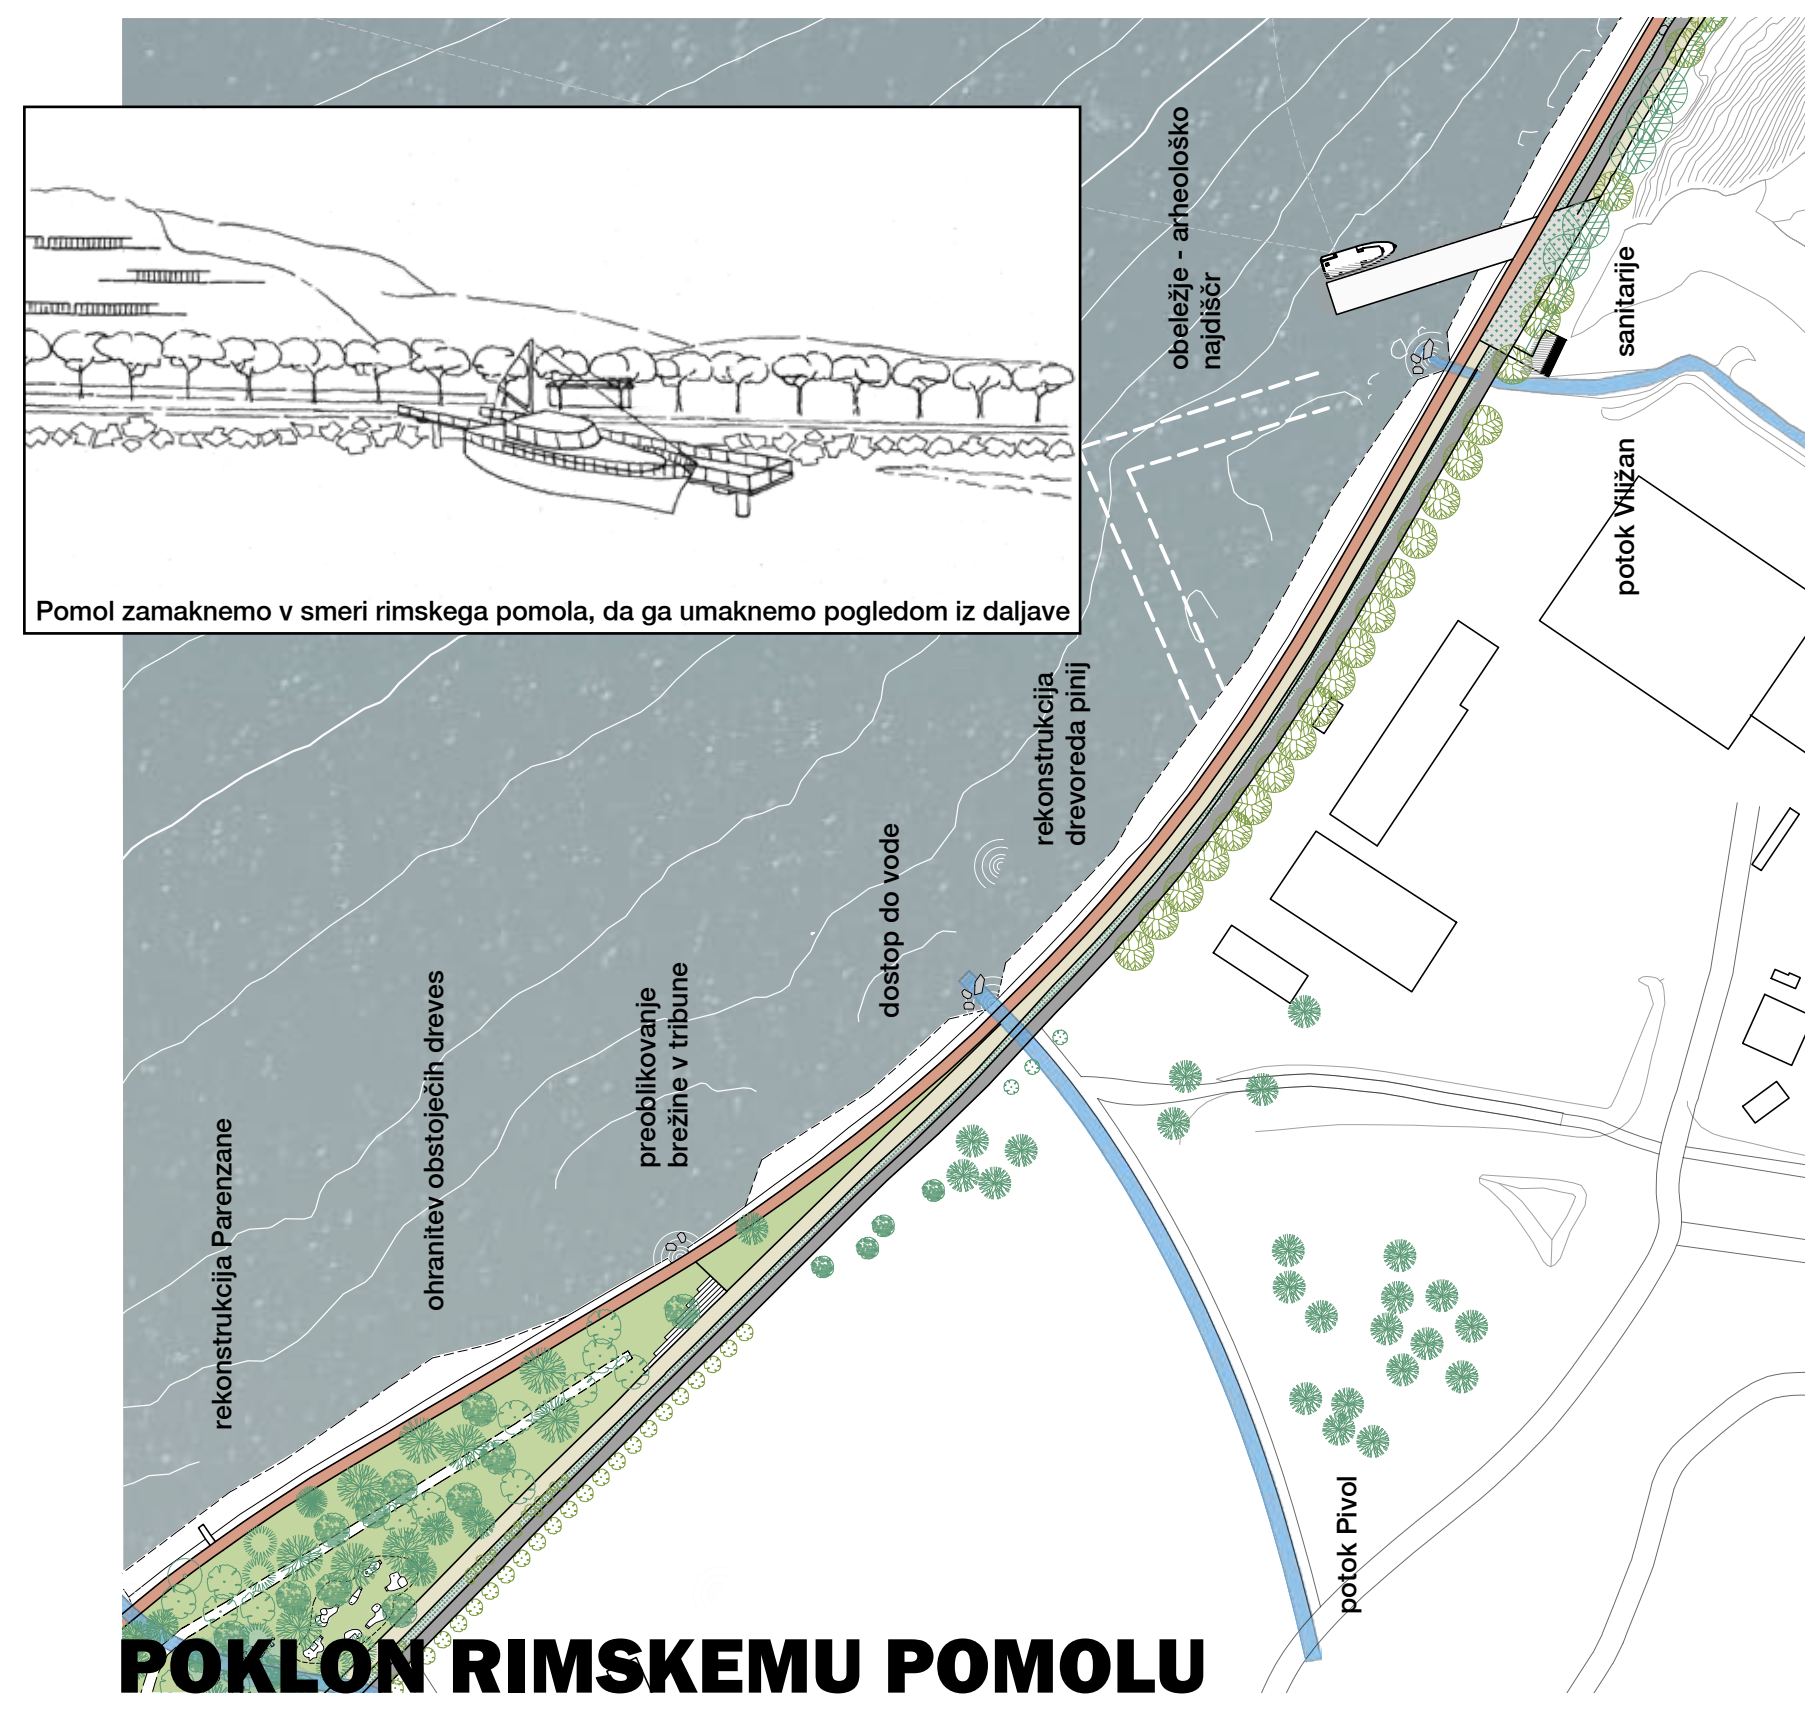 obeležje - arheološko
najdiščr
sanitarije
Pomol zamaknemo v smeri rimskega pomola, da ga umaknemo pogledom iz daljave
potok Viližan
rekonstrukcija
drevoreda pinij
dostop do vode
preoblikovanje
brežine v tribune
ohranitev obstoječih dreves
rekonstrukcija Parenzane
potok Pivol
POKLON RIMSKEMU POMOLU